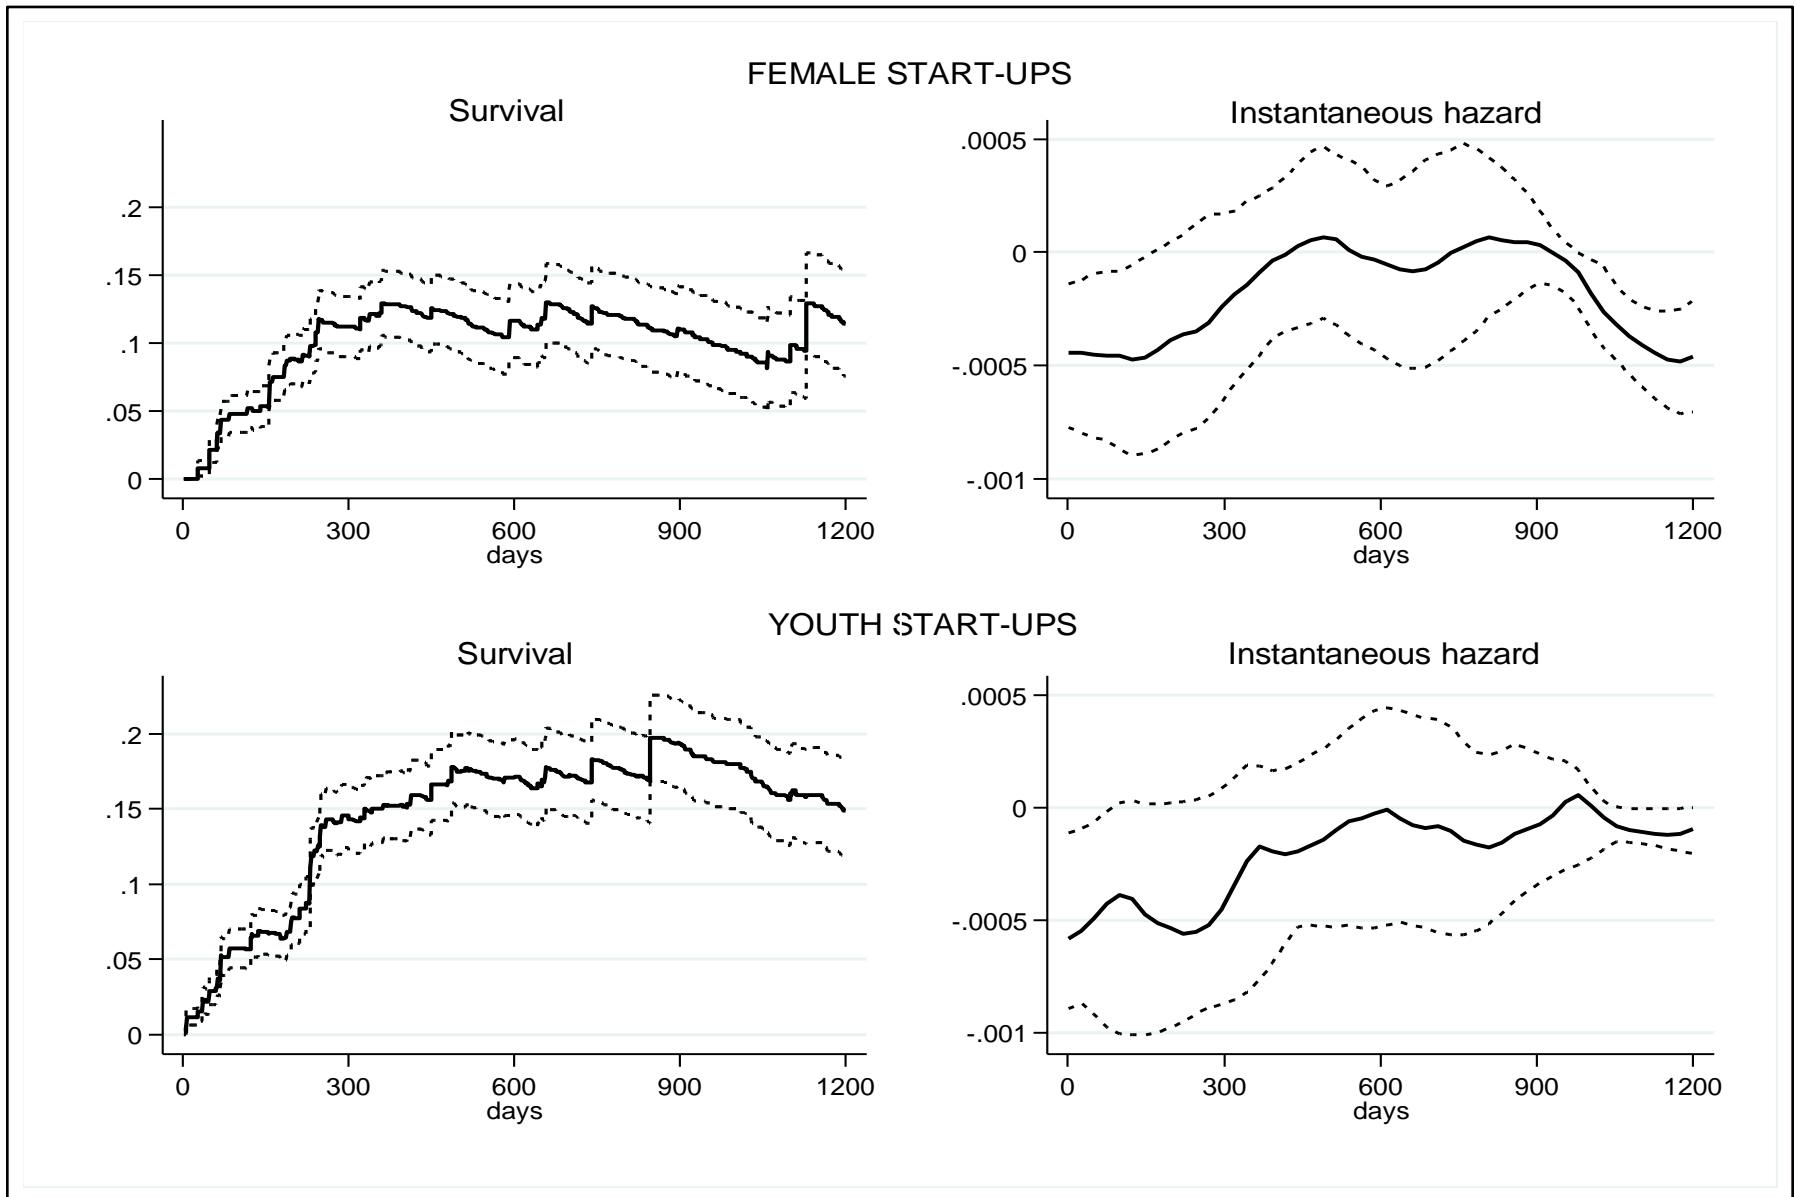 FEMALE START-UPS
Survival
Instantaneous hazard
.2
.15
.1
.05
0
0 300 600 900 1200
days
.0005
0
-.0005
-.001
0 300 600 900 1200
days
YOUTH START-UPS
Survival
Instantaneous hazard
.2
.15
.1
.05
0
0 300 600 900 1200
days
.0005
0
-.0005
-.001
0 300 600 900 1200
days